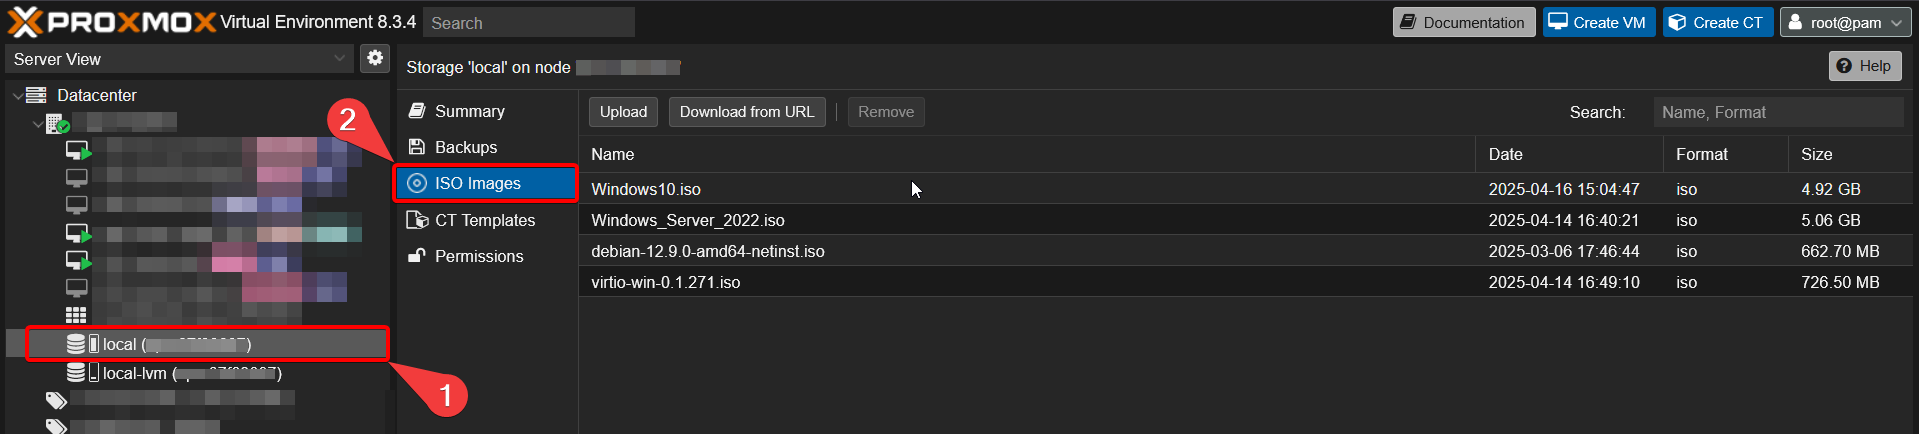 PROXMOX Virtual Environment 8.3.4 Search Documentation Create VM Create CT root@pam
Server View
Storage 'local' on node
Help
Datacenter
Summary
Backups
ISO Images
CT Templates
Permissions
Upload Download from URL Remove Search: Name, Format
Name Date Format Size
Windows10.iso 2025-04-16 15:04:47 iso 4.92 GB
Windows_Server_2022.iso 2025-04-14 16:40:21 iso 5.06 GB
debian-12.9.0-amd64-netinst.iso 2025-03-06 17:46:44 iso 662.70 MB
virtio-win-0.1.271.iso 2025-04-14 16:49:10 iso 726.50 MB
2
local ( )
local-lvm ( )
1